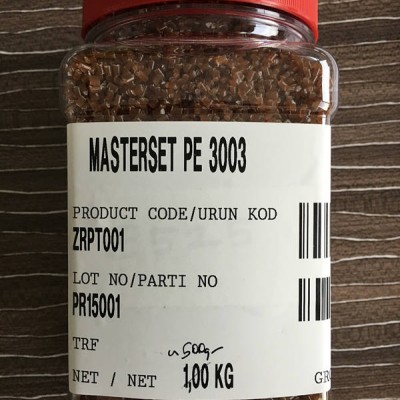 MASTERSET PE 3003
PRODUCT CODE/URUN KOD
ZRPT001
LOT NO/PARTI NO
PR15001
TRF
~500g-
NET / NET 1,00 KG